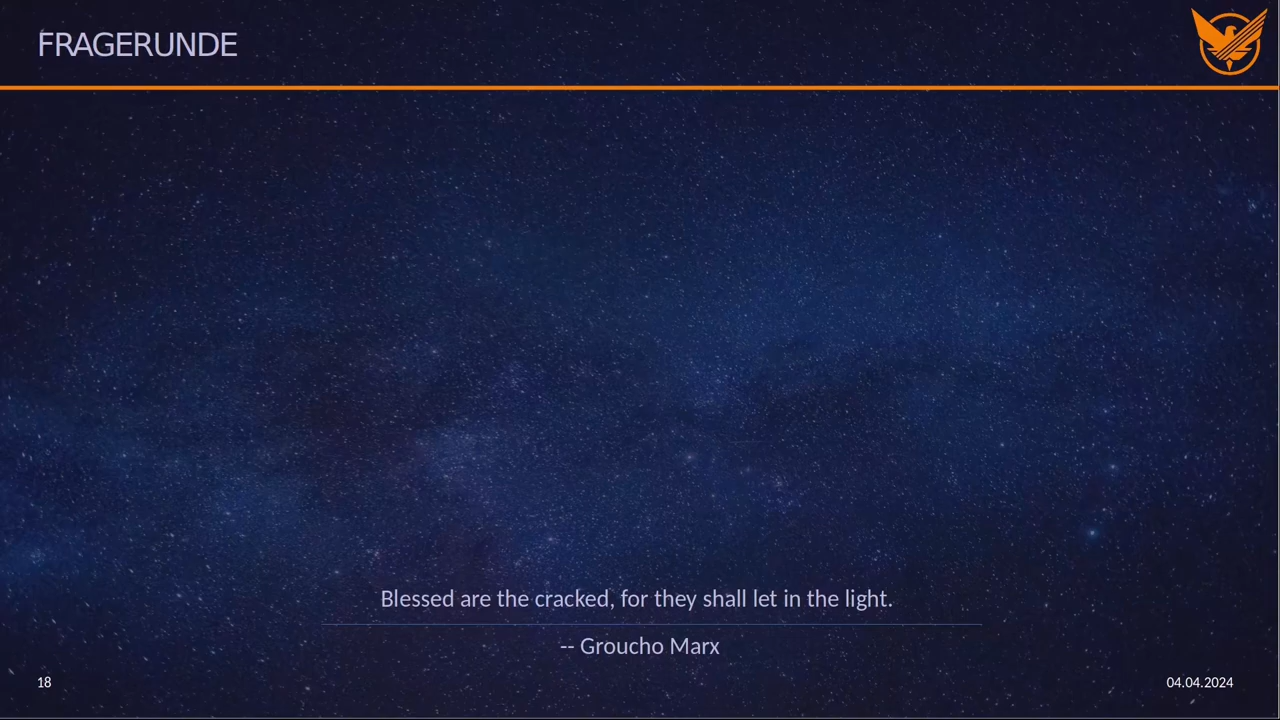 FRAGERUNDE
Blessed are the cracked, for they shall let in the light.
-- Groucho Marx
18
04.04.2024